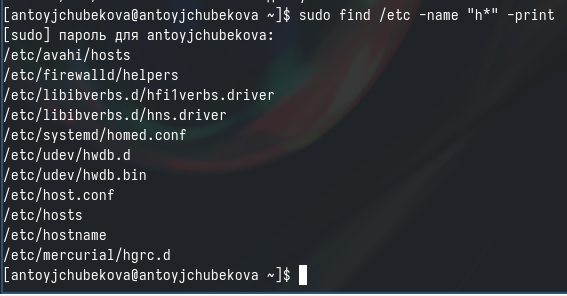 [antoyjchubekova@antoyjchubekova ~]$ sudo find /etc -name "h*" -print
[sudo] пароль для antoyjchubekova:
/etc/avahi/hosts
/etc/firewalld/helpers
/etc/libibverbs.d/hfi1verbs.driver
/etc/libibverbs.d/hns.driver
/etc/systemd/homed.conf
/etc/udev/hwdb.d
/etc/udev/hwdb.bin
/etc/host.conf
/etc/hosts
/etc/hostname
/etc/mercurial/hgrc.d
[antoyjchubekova@antoyjchubekova ~]$